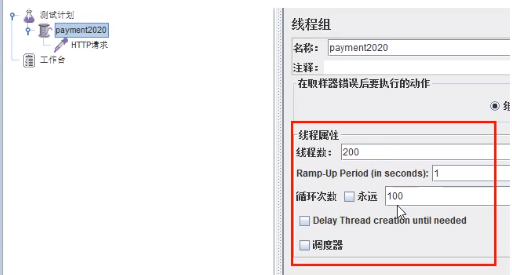 测试计划
payment2020
HTTP请求
工作台
线程组
名称: payment2020
注释:
在取样器错误后要执行的动作
线程属性
线程数: 200
Ramp-Up Period (in seconds): 1
循环次数 永远 100
Delay Thread creation until needed
调度器